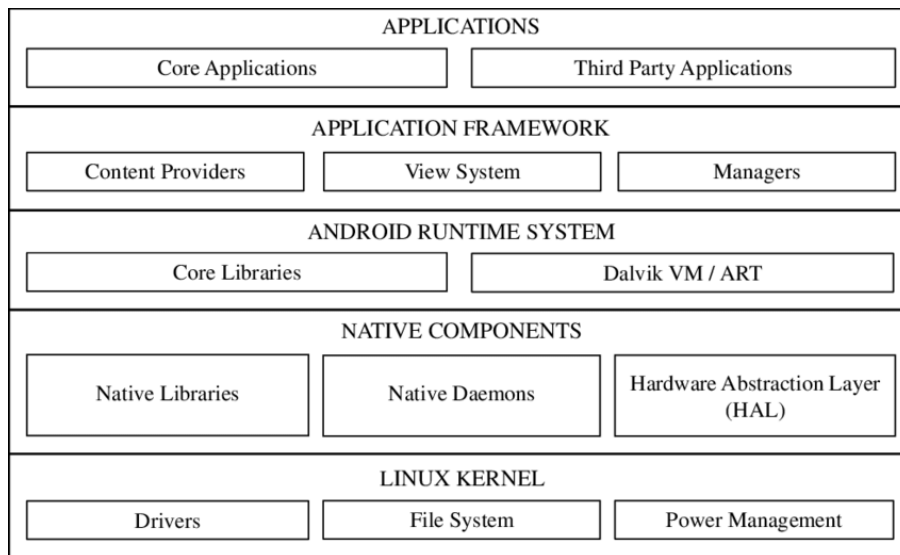 APPLICATIONS
Core Applications
Third Party Applications
APPLICATION FRAMEWORK
Content Providers
View System
Managers
ANDROID RUNTIME SYSTEM
Core Libraries
Dalvik VM / ART
NATIVE COMPONENTS
Native Libraries
Native Daemons
Hardware Abstraction Layer
(HAL)
LINUX KERNEL
Drivers
File System
Power Management